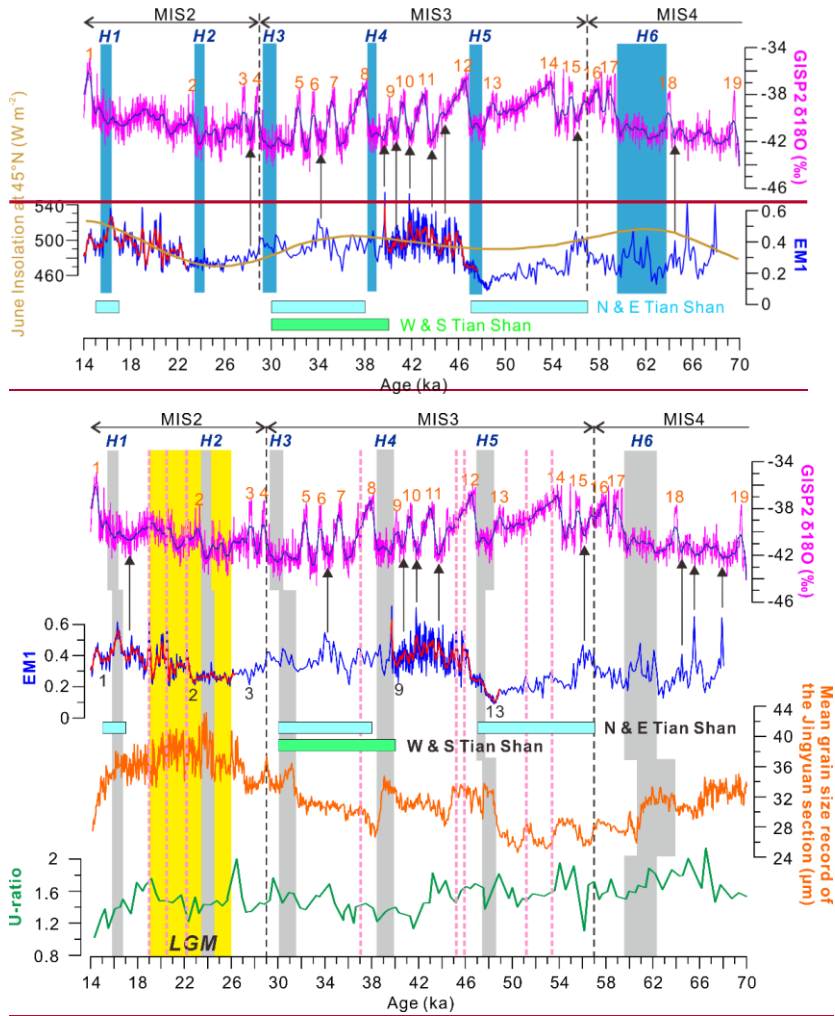 MIS2 MIS3 MIS4
H1 H2 H3 H4 H5 H6
1 2 3 4 5 6 7 8 9 10 11 12 13 14 15 16 17 18 19
-34
-38
-42
-46
GISP2 δ18O (‰)
June Insolation at 45°N (W m-2)
540
500
460
0.6
0.4
0.2
0
EM1
N & E Tian Shan
W & S Tian Shan
14 18 22 26 30 34 38 42 46 50 54 58 62 66 70
Age (ka)
MIS2 MIS3 MIS4
H1 H2 H3 H4 H5 H6
1 2 3 4 5 6 7 8 9 10 11 12 13 14 15 16 17 18 19
-34
-38
-42
-46
GISP2 δ18O (‰)
EM1
0.6
0.4
0.2
0
1 2 3 9 13
N & E Tian Shan
W & S Tian Shan
44
40
36
32
28
24
Mean grain size record of
the Jingyuan section (μm)
U-ratio
2
1.6
1.2
0.8
LGM
14 18 22 26 30 34 38 42 46 50 54 58 62 66 70
Age (ka)